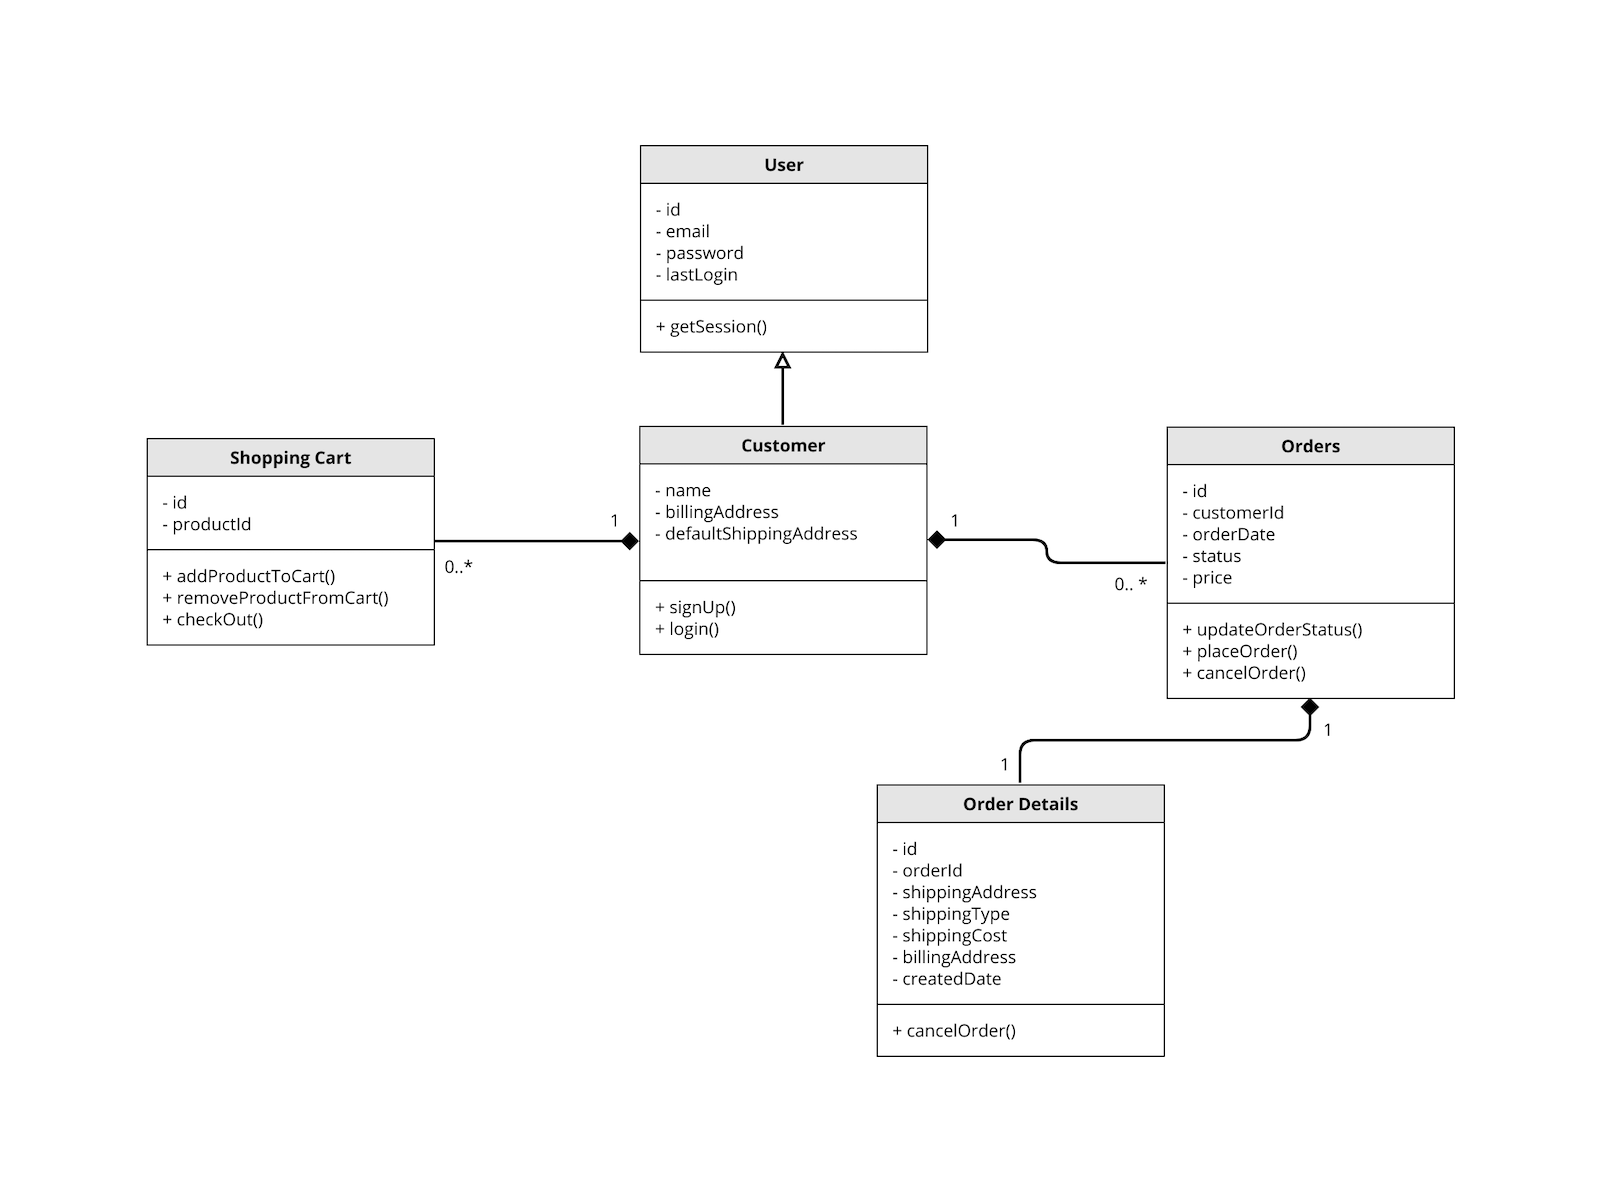 User
- id
- email
- password
- lastLogin
+ getSession()
Shopping Cart
- id
- productId
+ addProductToCart()
+ removeProductFromCart()
+ checkOut()
0..*
1
Customer
- name
- billingAddress
- defaultShippingAddress
+ signUp()
+ login()
1
0.. *
Orders
- id
- customerId
- orderDate
- status
- price
+ updateOrderStatus()
+ placeOrder()
+ cancelOrder()
1
1
Order Details
- id
- orderId
- shippingAddress
- shippingType
- shippingCost
- billingAddress
- createdDate
+ cancelOrder()